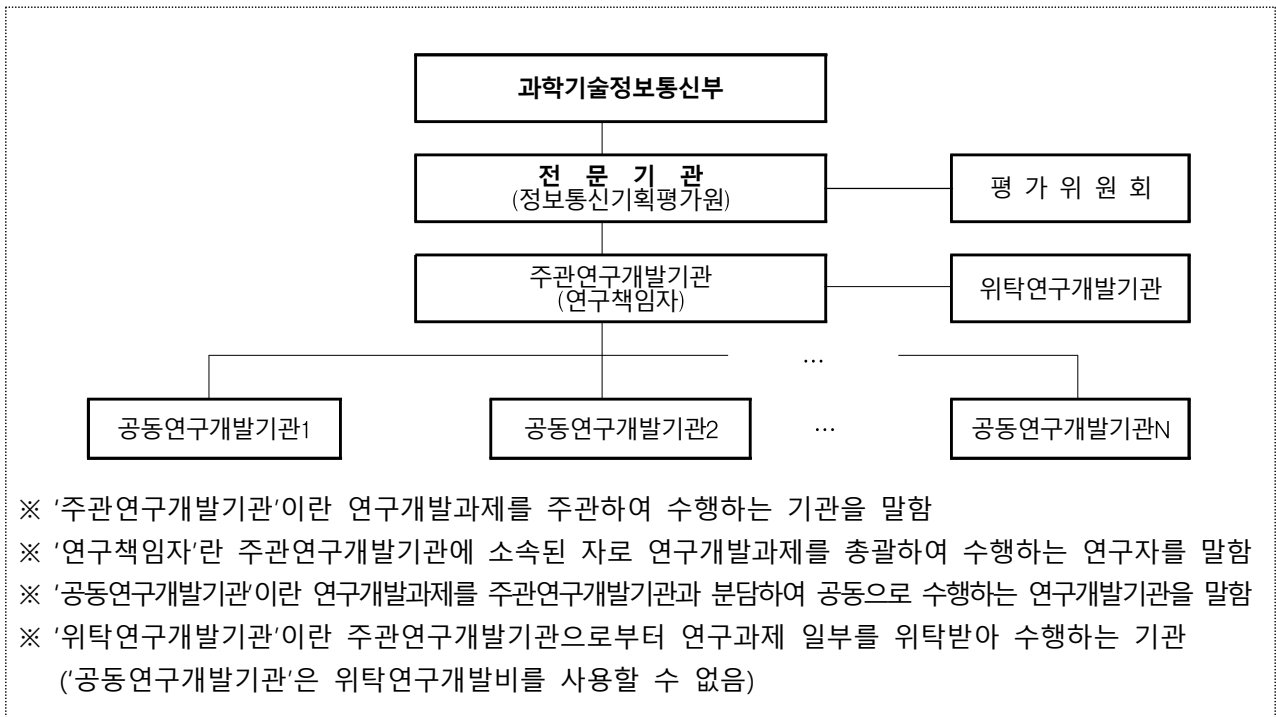 과학기술정보통신부
전 문 기 관
(정보통신기획평가원)
평 가 위 원 회
주관연구개발기관
(연구책임자)
위탁연구개발기관
…
공동연구개발기관1
공동연구개발기관2
…
공동연구개발기관N
※ '주관연구개발기관'이란 연구개발과제를 주관하여 수행하는 기관을 말함
※ '연구책임자'란 주관연구개발기관에 소속된 자로 연구개발과제를 총괄하여 수행하는 연구자를 말함
※ '공동연구개발기관'이란 연구개발과제를 주관연구개발기관과 분담하여 공동으로 수행하는 연구개발기관을 말함
※ '위탁연구개발기관'이란 주관연구개발기관으로부터 연구과제 일부를 위탁받아 수행하는 기관
('공동연구개발기관'은 위탁연구개발비를 사용할 수 없음)